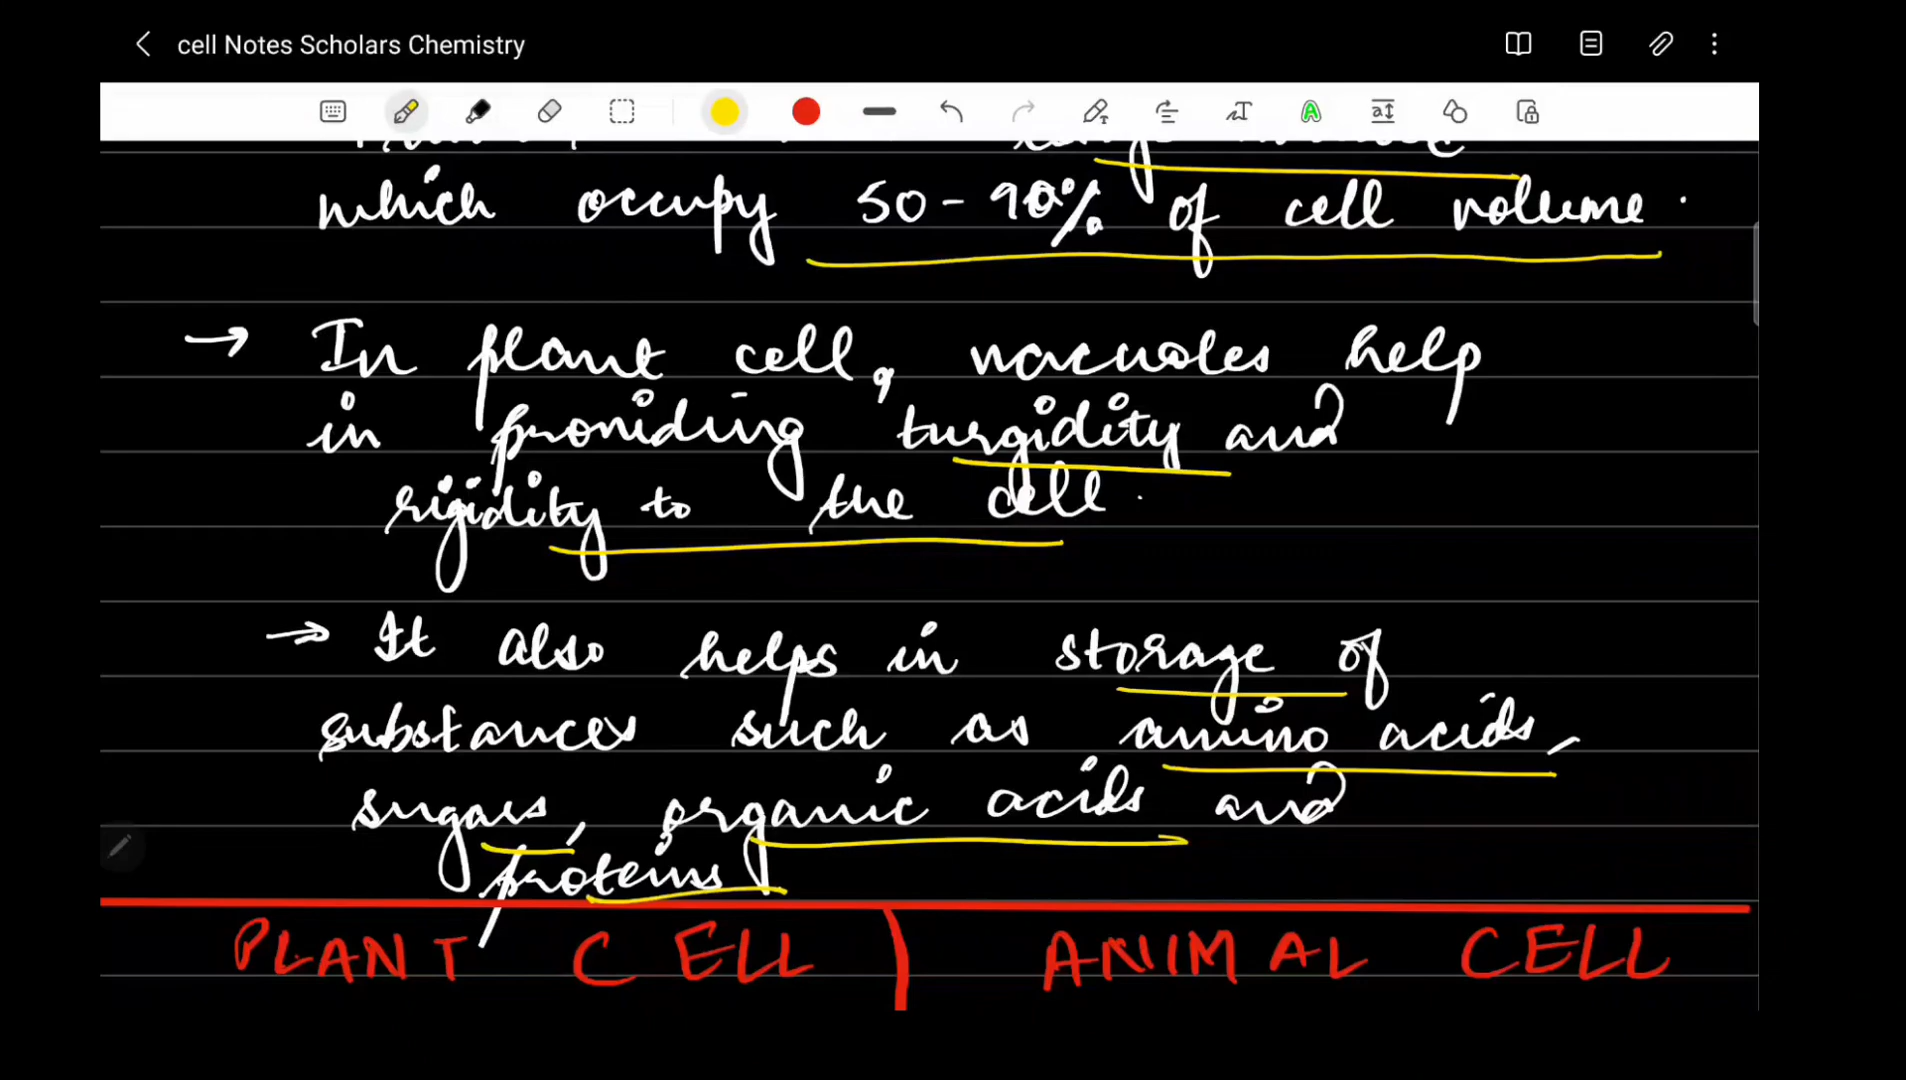 cell Notes Scholars Chemistry
which occupy 50-90% of cell volume.
→ In plant cell, vacuoles help
in providing turgidity and
rigidity to the cell.
→ It also helps in storage of
substances such as amino acids,
sugars, organic acids and
proteins
PLANT CELL | ANIMAL CELL